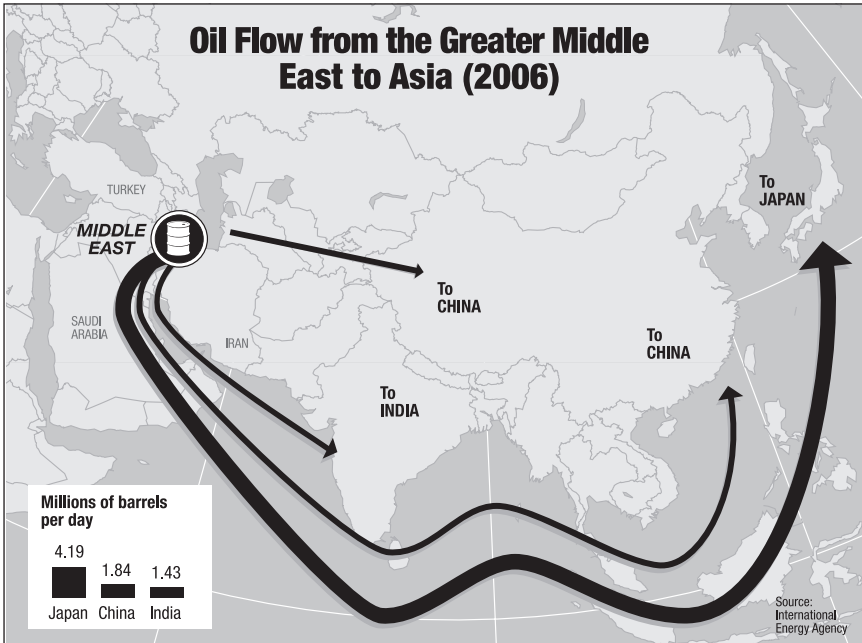 Oil Flow from the Greater Middle
East to Asia (2006)
TURKEY
MIDDLE
EAST
SAUDI
ARABIA
IRAN
To
JAPAN
To
CHINA
To
CHINA
To
INDIA
Millions of barrels
per day
4.19
1.84
1.43
Japan
China
India
Source:
International
Energy Agency